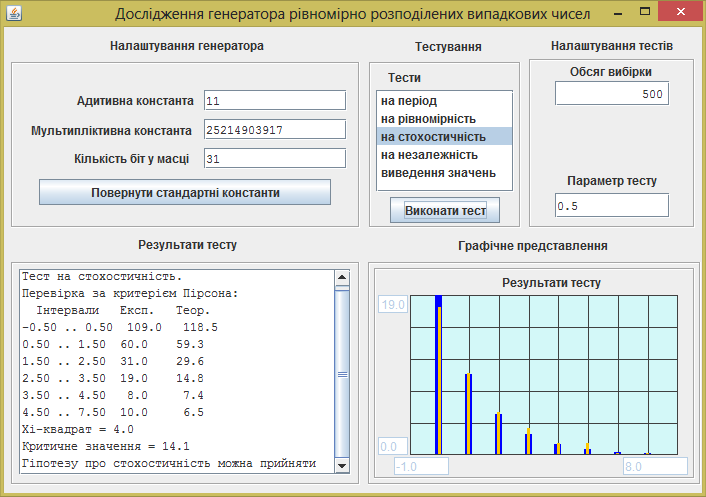 Дослідження генератора рівномірно розподілених випадкових чисел
Налаштування генератора
Адитивна константа 11
Мультипліктивна константа 25214903917
Кількість біт у масці 31
Повернути стандартні константи
Тестування
Тести
на період
на рівномірність
на стохостичність
на незалежність
виведення значень
Виконати тест
Налаштування тестів
Обсяг вибірки
500
Параметр тесту
0.5
Результати тесту
Тест на стохостичність.
Перевірка за критерієм Пірсона:
Інтервали Експ. Теор.
-0.50 .. 0.50 109.0 118.5
0.50 .. 1.50 60.0 59.3
1.50 .. 2.50 31.0 29.6
2.50 .. 3.50 19.0 14.8
3.50 .. 4.50 8.0 7.4
4.50 .. 7.50 10.0 6.5
Хі-квадрат = 4.0
Критичне значення = 14.1
Гіпотезу про стохостичність можна прийняти
Графічне представлення
Результати тесту
19.0
0.0
-1.0 8.0